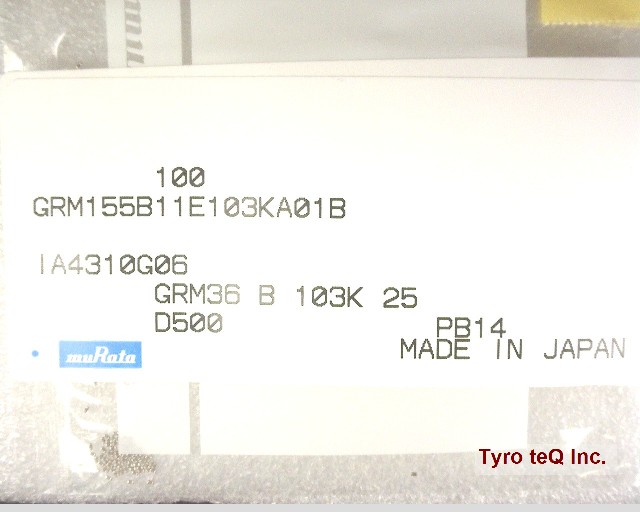 100
GRM155B11E103KA01B
IA4310G06
GRM36 B 103K 25
D500
PB14
muRata
MADE IN JAPAN
Tyro teQ Inc.